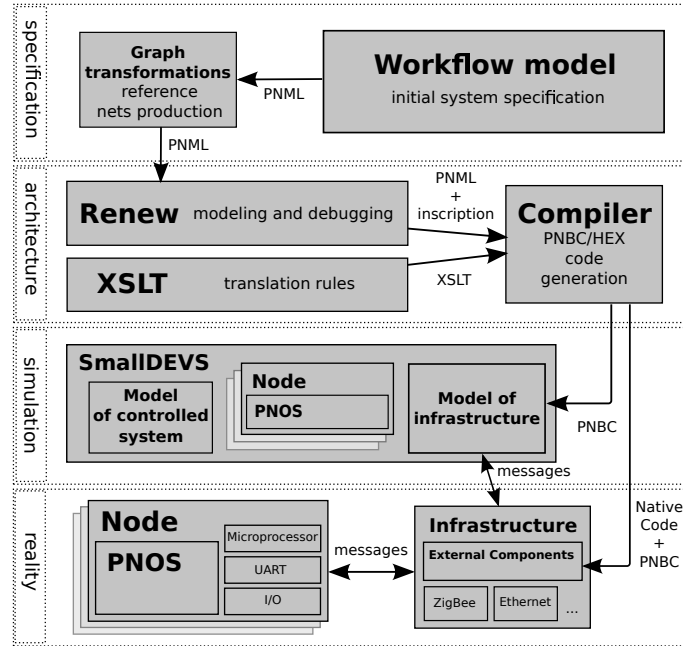 specification
Graph
transformations
reference
nets production
PNML
Workflow model
initial system specification
PNML
architecture
Renew modeling and debugging
PNML
+
inscription
XSLT translation rules
XSLT
Compiler
PNBC/HEX
code
generation
simulation
SmallDEVS
Model
of controlled
system
Node
PNOS
Model of
infrastructure
PNBC
messages
reality
Node
PNOS
Microprocessor
UART
I/O
messages
Infrastructure
External Components
ZigBee
Ethernet
...
Native
Code
+
PNBC